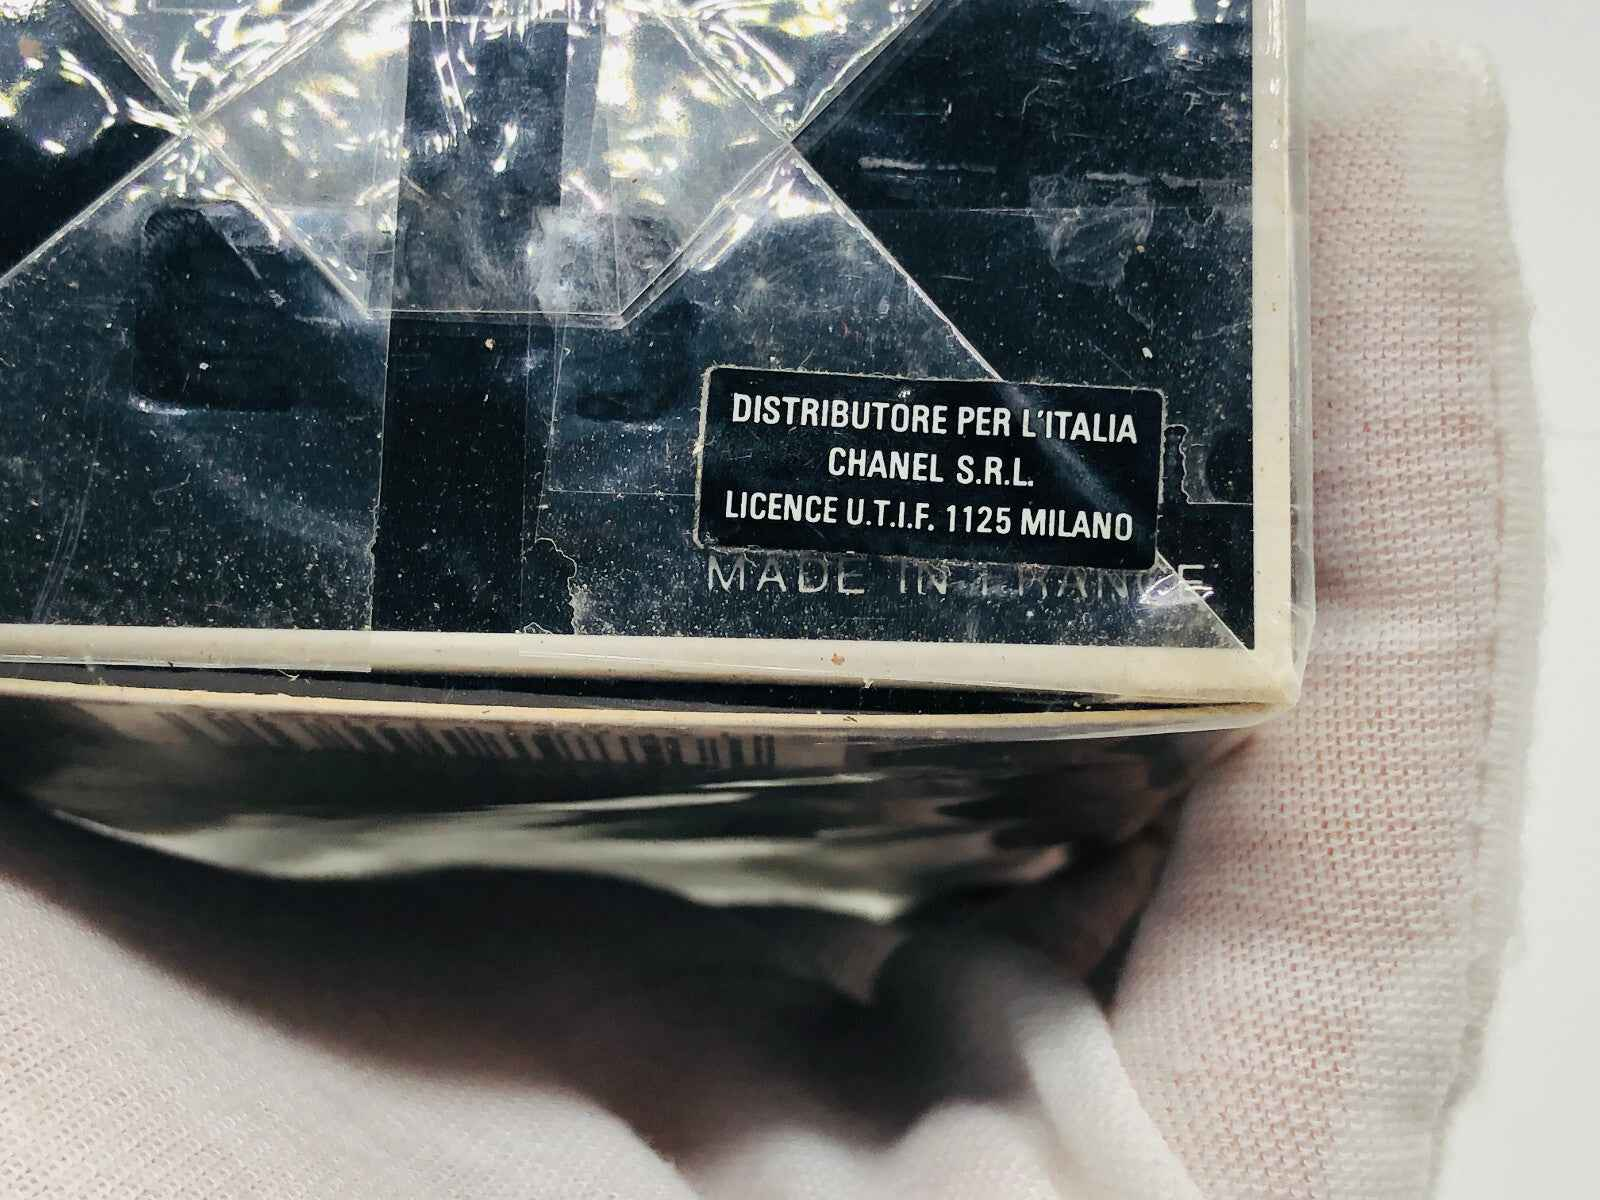 DISTRIBUTORE PER L'ITALIA
CHANEL S.R.L.
LICENCE U.T.I.F. 1125 MILANO
MADE IN FRANCE